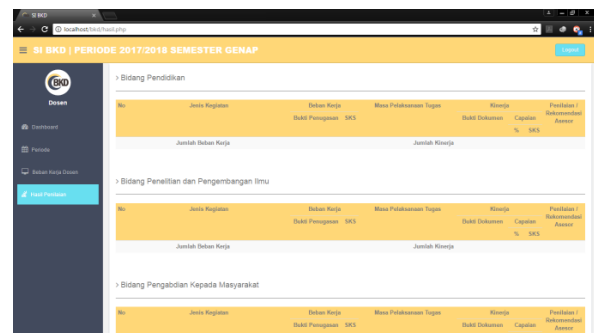 SI BKD
localhost/bkd/hasil.php
SI BKD | PERIODE 2017/2018 SEMESTER GENAP
Logout
BKD
Dosen
Dashboard
Periode
Beban Kerja Dosen
Hasil Penilaian
> Bidang Pendidikan
No Jenis Kegiatan Beban Kerja Masa Pelaksanaan Tugas Kinerja Penilaian / Rekomendasi Asesor
Bukti Penugasan SKS Bukti Dokumen Capaian
% SKS
Jumlah Beban Kerja Jumlah Kinerja
> Bidang Penelitian dan Pengembangan Ilmu
No Jenis Kegiatan Beban Kerja Masa Pelaksanaan Tugas Kinerja Penilaian / Rekomendasi Asesor
Bukti Penugasan SKS Bukti Dokumen Capaian
% SKS
Jumlah Beban Kerja Jumlah Kinerja
> Bidang Pengabdian Kepada Masyarakat
No Jenis Kegiatan Beban Kerja Masa Pelaksanaan Tugas Kinerja Penilaian / Rekomendasi Asesor
Bukti Penugasan SKS Bukti Dokumen Capaian